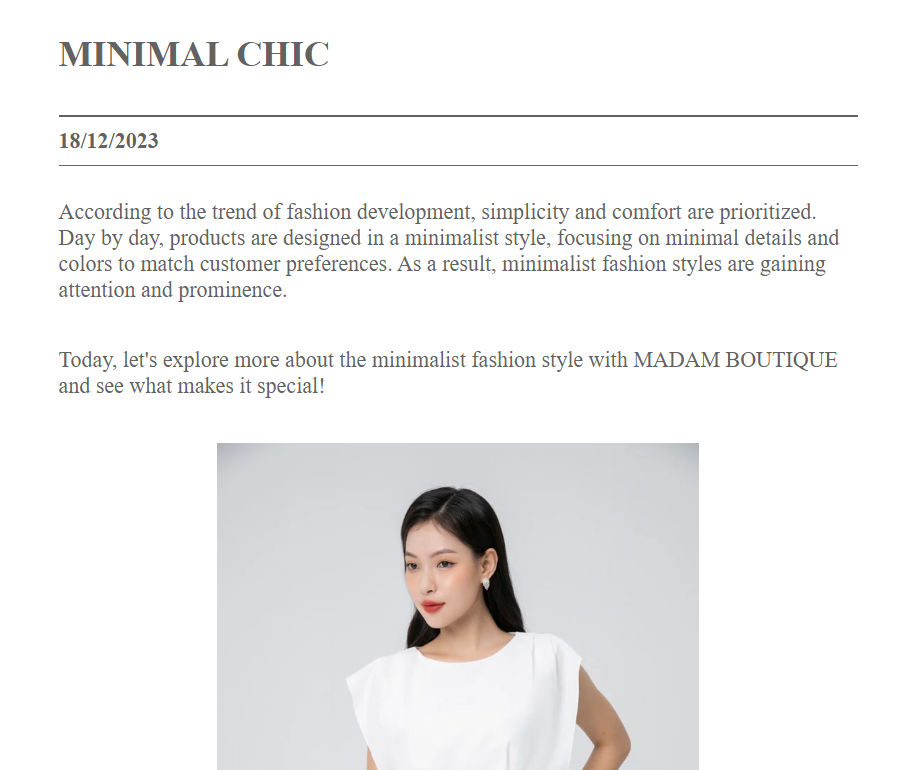 MINIMAL CHIC
18/12/2023
According to the trend of fashion development, simplicity and comfort are prioritized.
Day by day, products are designed in a minimalist style, focusing on minimal details and
colors to match customer preferences. As a result, minimalist fashion styles are gaining
attention and prominence.
Today, let's explore more about the minimalist fashion style with MADAM BOUTIQUE
and see what makes it special!